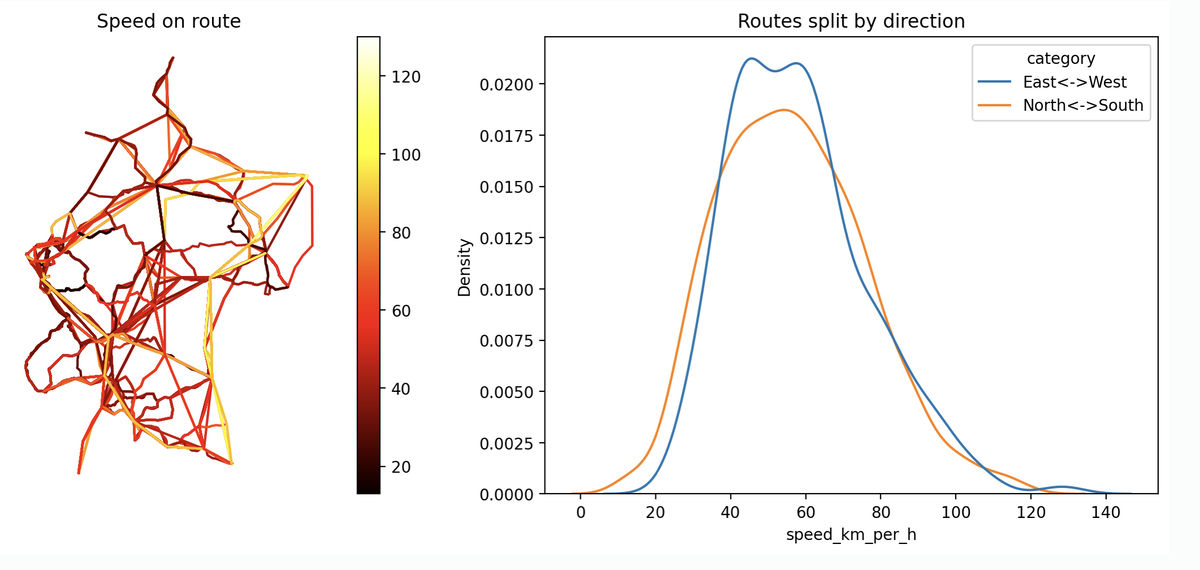 Speed on route
120
100
80
60
40
20
Routes split by direction
category
East<->West
North<->South
Density
0.0200
0.0175
0.0150
0.0125
0.0100
0.0075
0.0050
0.0025
0.0000
0 20 40 60 80 100 120 140
speed_km_per_h